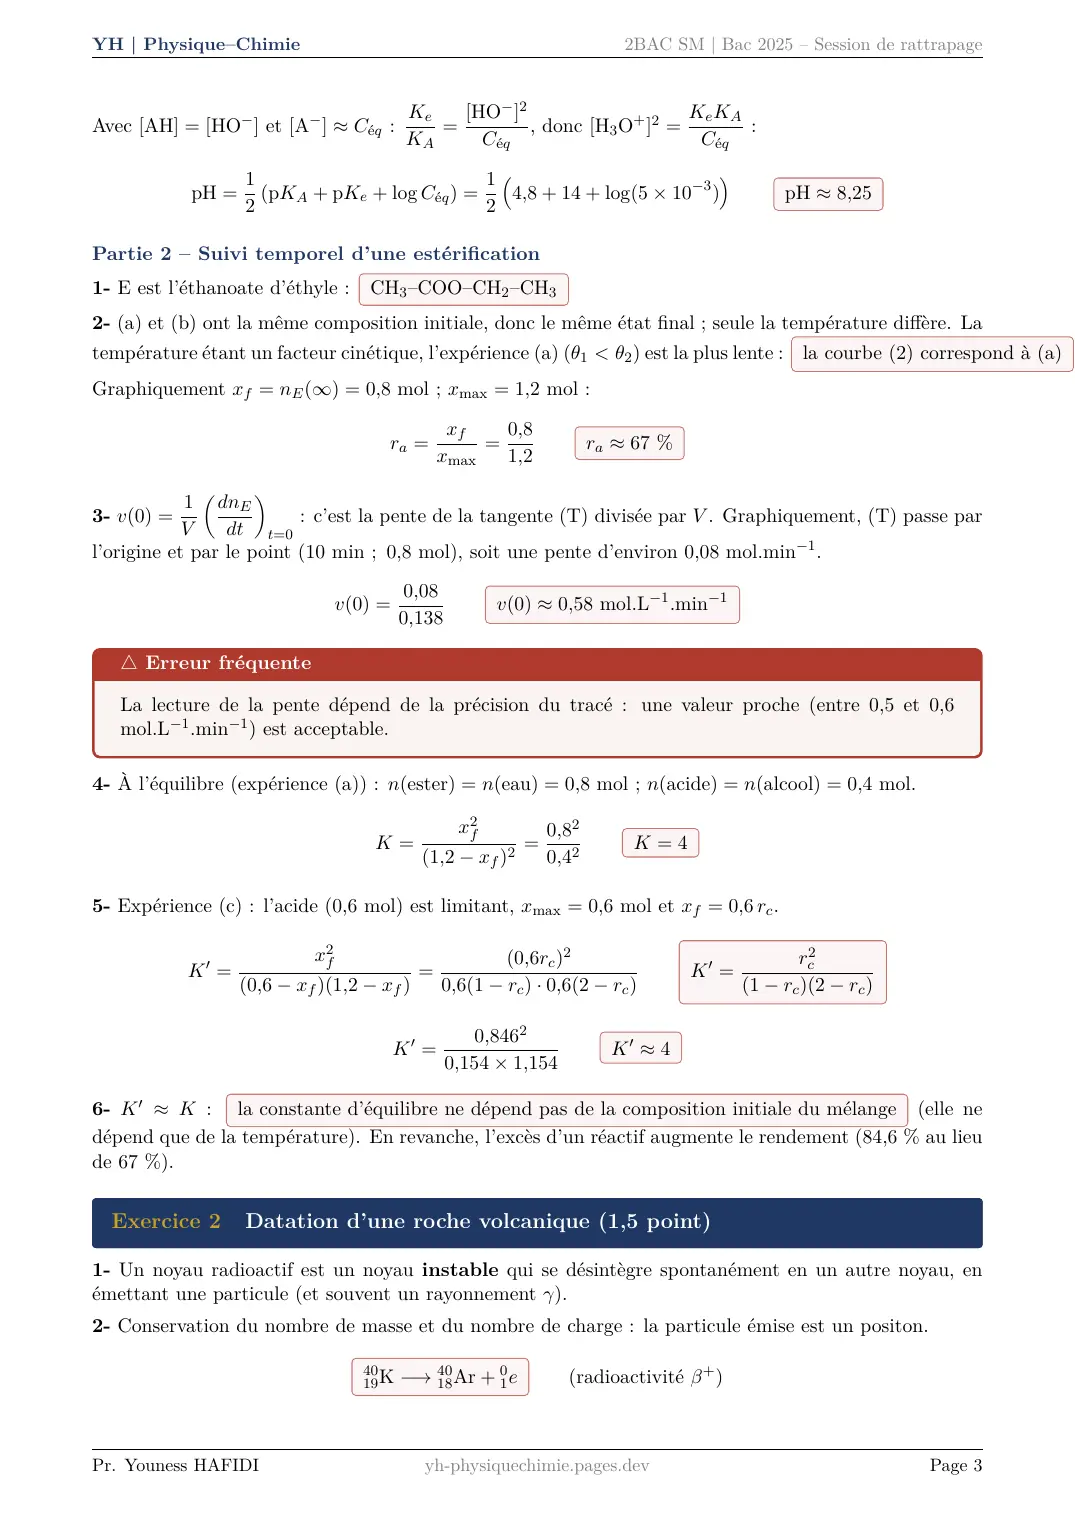 YH | Physique–Chimie 2BAC SM | Bac 2025 – Session de rattrapage
Avec [AH] = [HO⁻] et [A⁻] ≈ C_éq : K_e/K_A = [HO⁻]²/C_éq, donc [H₃O⁺]² = K_eK_A/C_éq :
pH = 1/2 (pK_A + pK_e + log C_éq) = 1/2 (4,8 + 14 + log(5 × 10⁻³)) pH ≈ 8,25
Partie 2 – Suivi temporel d'une estérification
1- E est l'éthanoate d'éthyle : CH₃–COO–CH₂–CH₃
2- (a) et (b) ont la même composition initiale, donc le même état final ; seule la température diffère. La
température étant un facteur cinétique, l'expérience (a) (θ₁ < θ₂) est la plus lente : la courbe (2) correspond à (a)
Graphiquement x_f = n_E(∞) = 0,8 mol ; x_max = 1,2 mol :
r_a = x_f/x_max = 0,8/1,2 r_a ≈ 67 %
3- v(0) = 1/V (dn_E/dt)_t=0 : c'est la pente de la tangente (T) divisée par V. Graphiquement, (T) passe par
l'origine et par le point (10 min ; 0,8 mol), soit une pente d'environ 0,08 mol.min⁻¹.
v(0) = 0,08/0,138 v(0) ≈ 0,58 mol.L⁻¹.min⁻¹
△ Erreur fréquente
La lecture de la pente dépend de la précision du tracé : une valeur proche (entre 0,5 et 0,6
mol.L⁻¹.min⁻¹) est acceptable.
4- À l'équilibre (expérience (a)) : n(ester) = n(eau) = 0,8 mol ; n(acide) = n(alcool) = 0,4 mol.
K = x_f²/(1,2 − x_f)² = 0,8²/0,4² K = 4
5- Expérience (c) : l'acide (0,6 mol) est limitant, x_max = 0,6 mol et x_f = 0,6 r_c.
K′ = x_f²/((0,6 − x_f)(1,2 − x_f)) = (0,6r_c)²/(0,6(1 − r_c) · 0,6(2 − r_c)) K′ = r_c²/((1 − r_c)(2 − r_c))
K′ = 0,846²/(0,154 × 1,154) K′ ≈ 4
6- K′ ≈ K : la constante d'équilibre ne dépend pas de la composition initiale du mélange (elle ne
dépend que de la température). En revanche, l'excès d'un réactif augmente le rendement (84,6 % au lieu
de 67 %).
Exercice 2 Datation d'une roche volcanique (1,5 point)
1- Un noyau radioactif est un noyau instable qui se désintègre spontanément en un autre noyau, en
émettant une particule (et souvent un rayonnement γ).
2- Conservation du nombre de masse et du nombre de charge : la particule émise est un positon.
⁴⁰₁₉K ⟶ ⁴⁰₁₈Ar + ⁰₁e (radioactivité β⁺)
Pr. Youness HAFIDI yh-physiquechimie.pages.dev Page 3